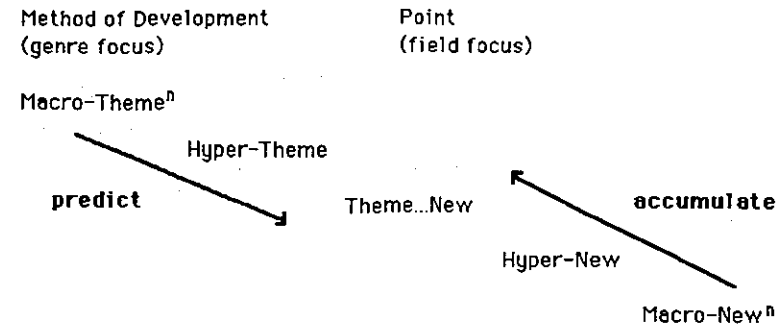 Method of Development
(genre focus)
Point
(field focus)
Macro-Themeⁿ
Hyper-Theme
predict
Theme...New
accumulate
Hyper-New
Macro-Newⁿ